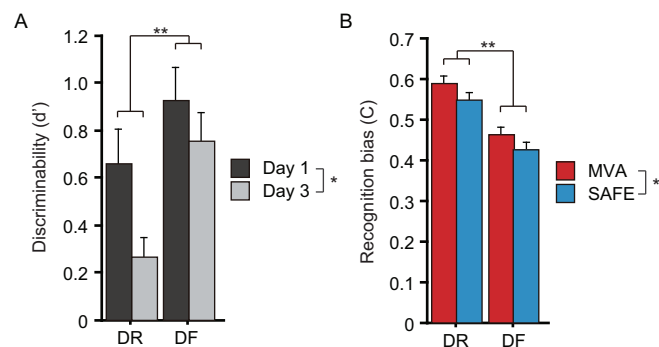 A
Discriminability (d')
1.2
1.0
0.8
0.6
0.4
0.2
0
**
DR
DF
Day 1
Day 3
*
B
Recognition bias (C)
0.7
0.6
0.5
0.4
0.3
0.2
0.1
0
**
DR
DF
MVA
SAFE
*